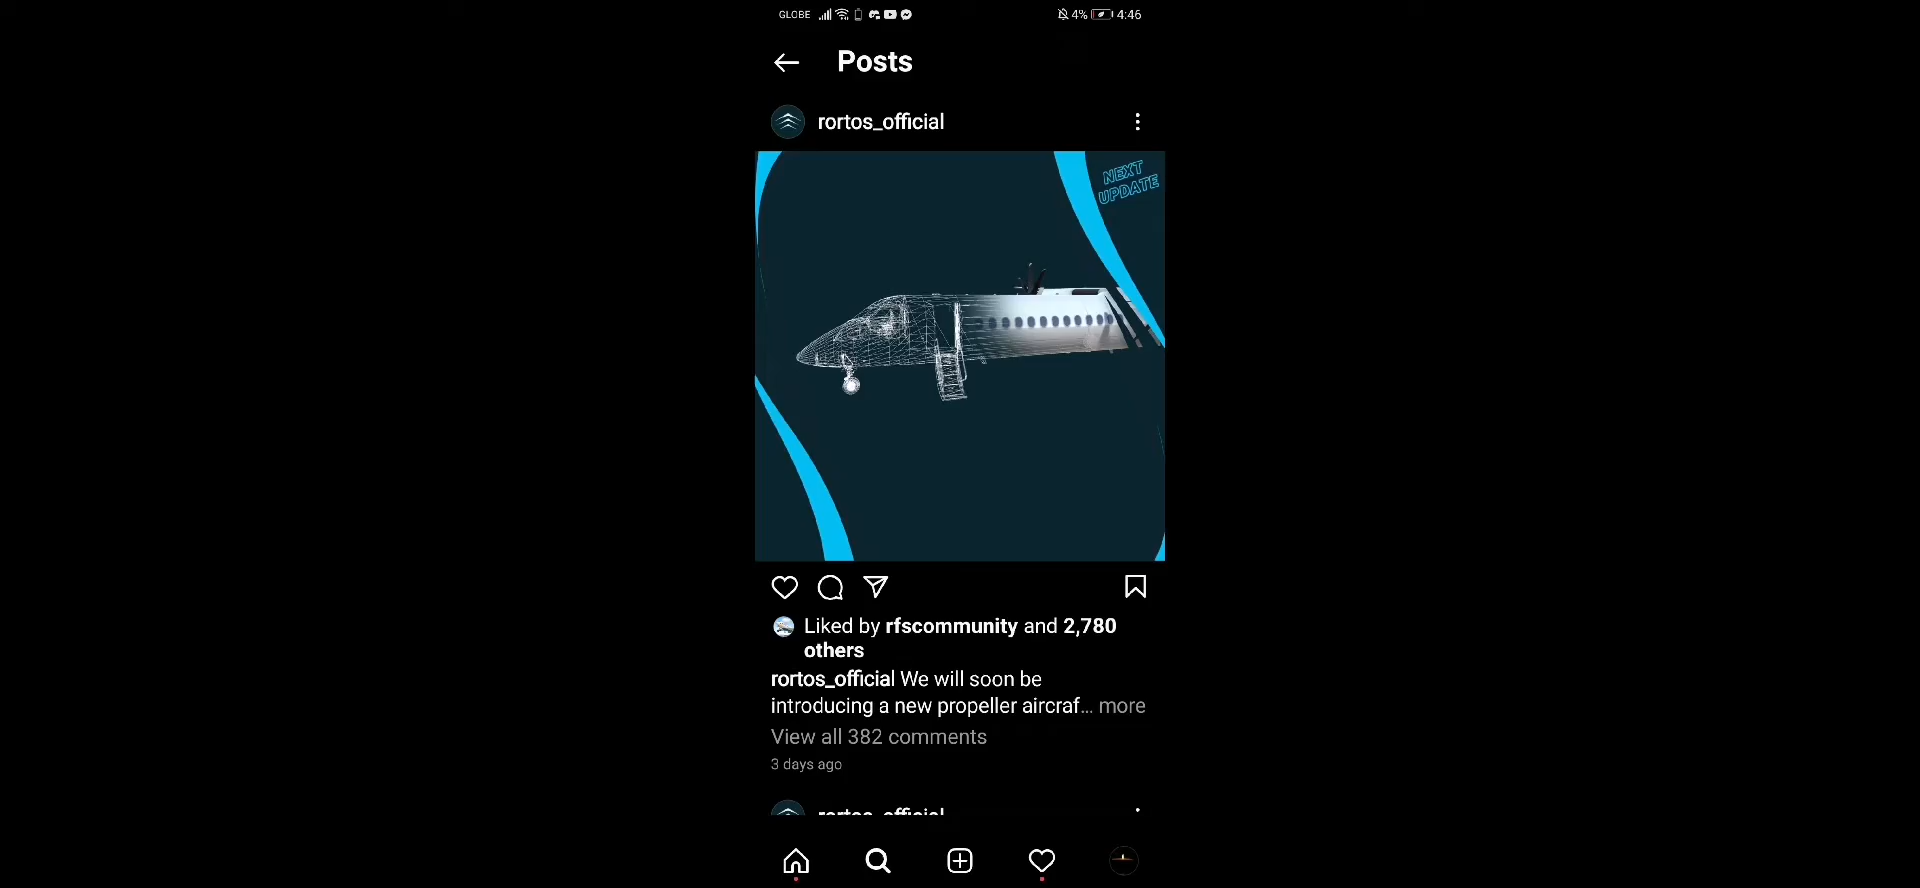 GLOBE 4% 4:46
Posts
rortos_official
NEXT
UPDATE
Liked by rfscommunity and 2,780
others
rortos_official We will soon be
introducing a new propeller aircraf... more
View all 382 comments
3 days ago
rortos_official